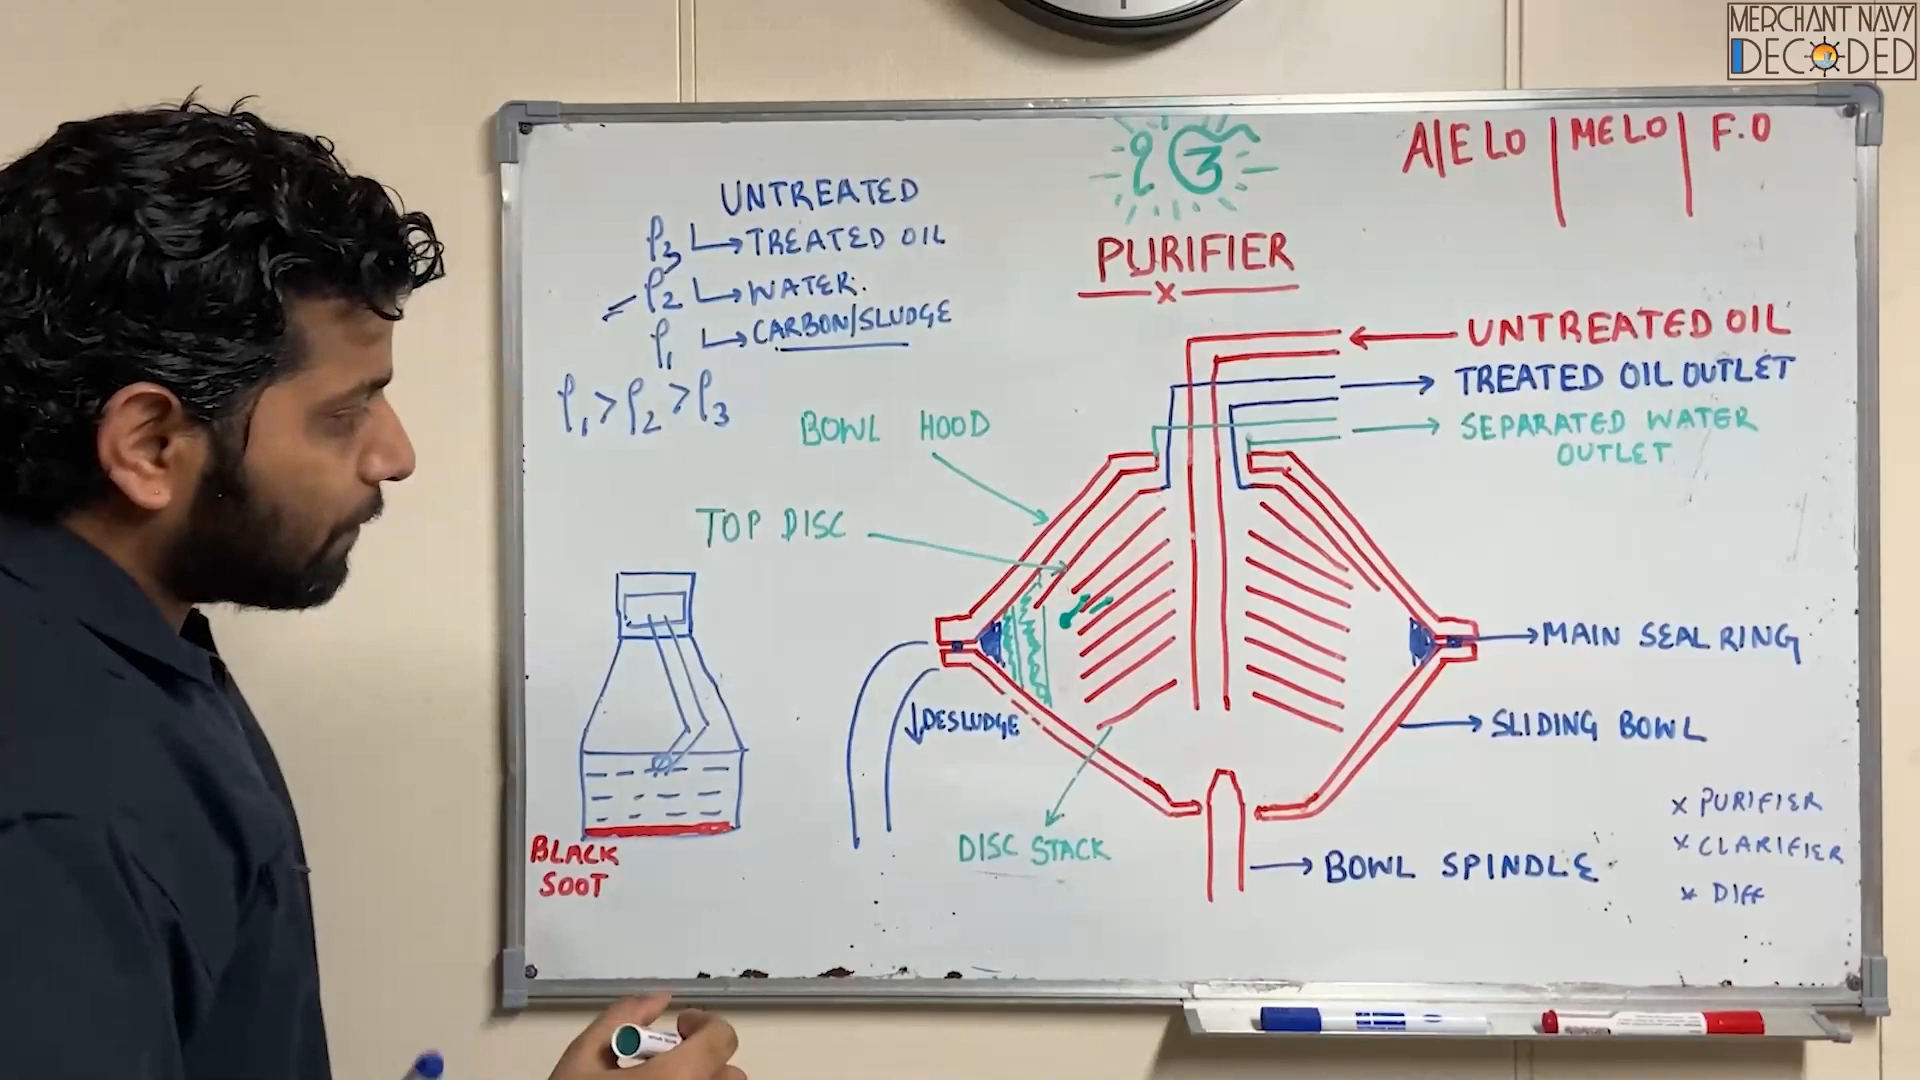 MERCHANT NAVY
DECODED
A/E LO | ME LO | F.O
UNTREATED
ρ3 → TREATED OIL
ρ2 → WATER.
ρ1 → CARBON/SLUDGE
ρ1 > ρ2 > ρ3
PURIFIER
UNTREATED OIL
TREATED OIL OUTLET
SEPARATED WATER
OUTLET
BOWL HOOD
TOP DISC
MAIN SEAL RING
DESLUDGE
SLIDING BOWL
BLACK
SOOT
DISC STACK
BOWL SPINDLE
x PURIFIER
x CLARIFIER
x DIFF